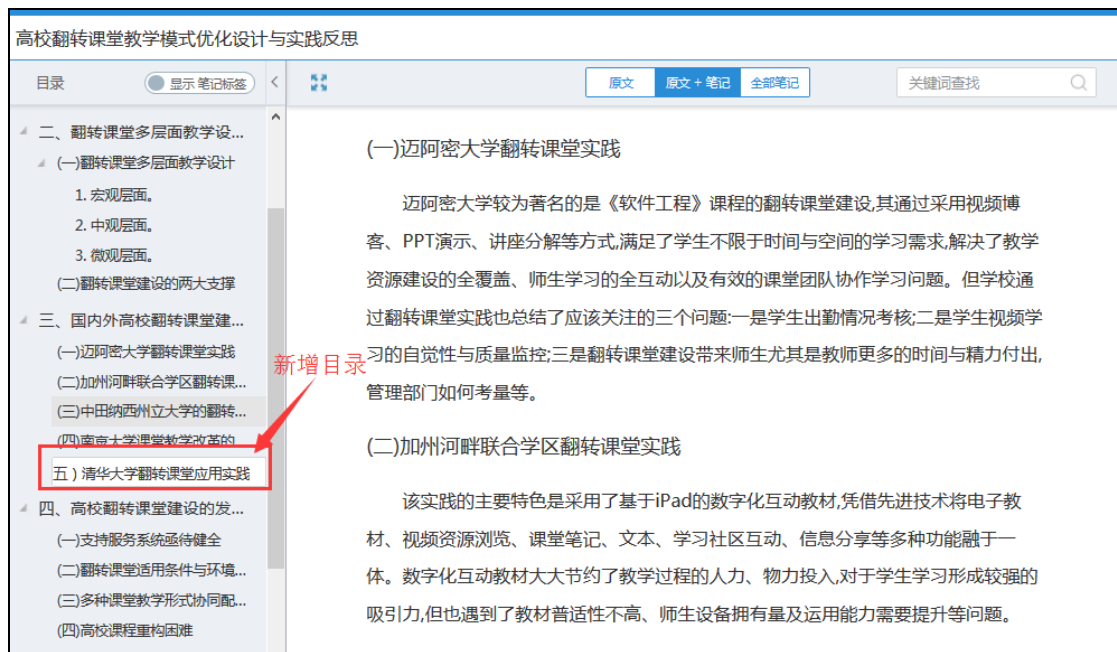 高校翻转课堂教学模式优化设计与实践反思
目录
显示 笔记标签
原文
原文 + 笔记
全部笔记
关键词查找
二、翻转课堂多层面教学设...
(一)翻转课堂多层面教学设计
1. 宏观层面。
2. 中观层面。
3. 微观层面。
(二)翻转课堂建设的两大支撑
三、国内外高校翻转课堂建...
(一)迈阿密大学翻转课堂实践
(二)加州河畔联合学区翻转课...
(三)中田纳西州立大学的翻转...
(四)南京大学课堂教学改革的...
五）清华大学翻转课堂应用实践
四、高校翻转课堂建设的发...
(一)支持服务系统亟待健全
(二)翻转课堂适用条件与环境...
(三)多种课堂教学形式协同配...
(四)高校课程重构困难
新增目录
(一)迈阿密大学翻转课堂实践
迈阿密大学较为著名的是《软件工程》课程的翻转课堂建设,其通过采用视频博
客、PPT演示、讲座分解等方式,满足了学生不限于时间与空间的学习需求,解决了教学
资源建设的全覆盖、师生学习的全互动以及有效的课堂团队协作学习问题。但学校通
过翻转课堂实践也总结了应该关注的三个问题:一是学生出勤情况考核;二是学生视频学
习的自觉性与质量监控;三是翻转课堂建设带来师生尤其是教师更多的时间与精力付出,
管理部门如何考量等。
(二)加州河畔联合学区翻转课堂实践
该实践的主要特色是采用了基于iPad的数字化互动教材,凭借先进技术将电子教
材、视频资源浏览、课堂笔记、文本、学习社区互动、信息分享等多种功能融于一
体。数字化互动教材大大节约了教学过程的人力、物力投入,对于学生学习形成较强的
吸引力,但也遇到了教材普适性不高、师生设备拥有量及运用能力需要提升等问题。